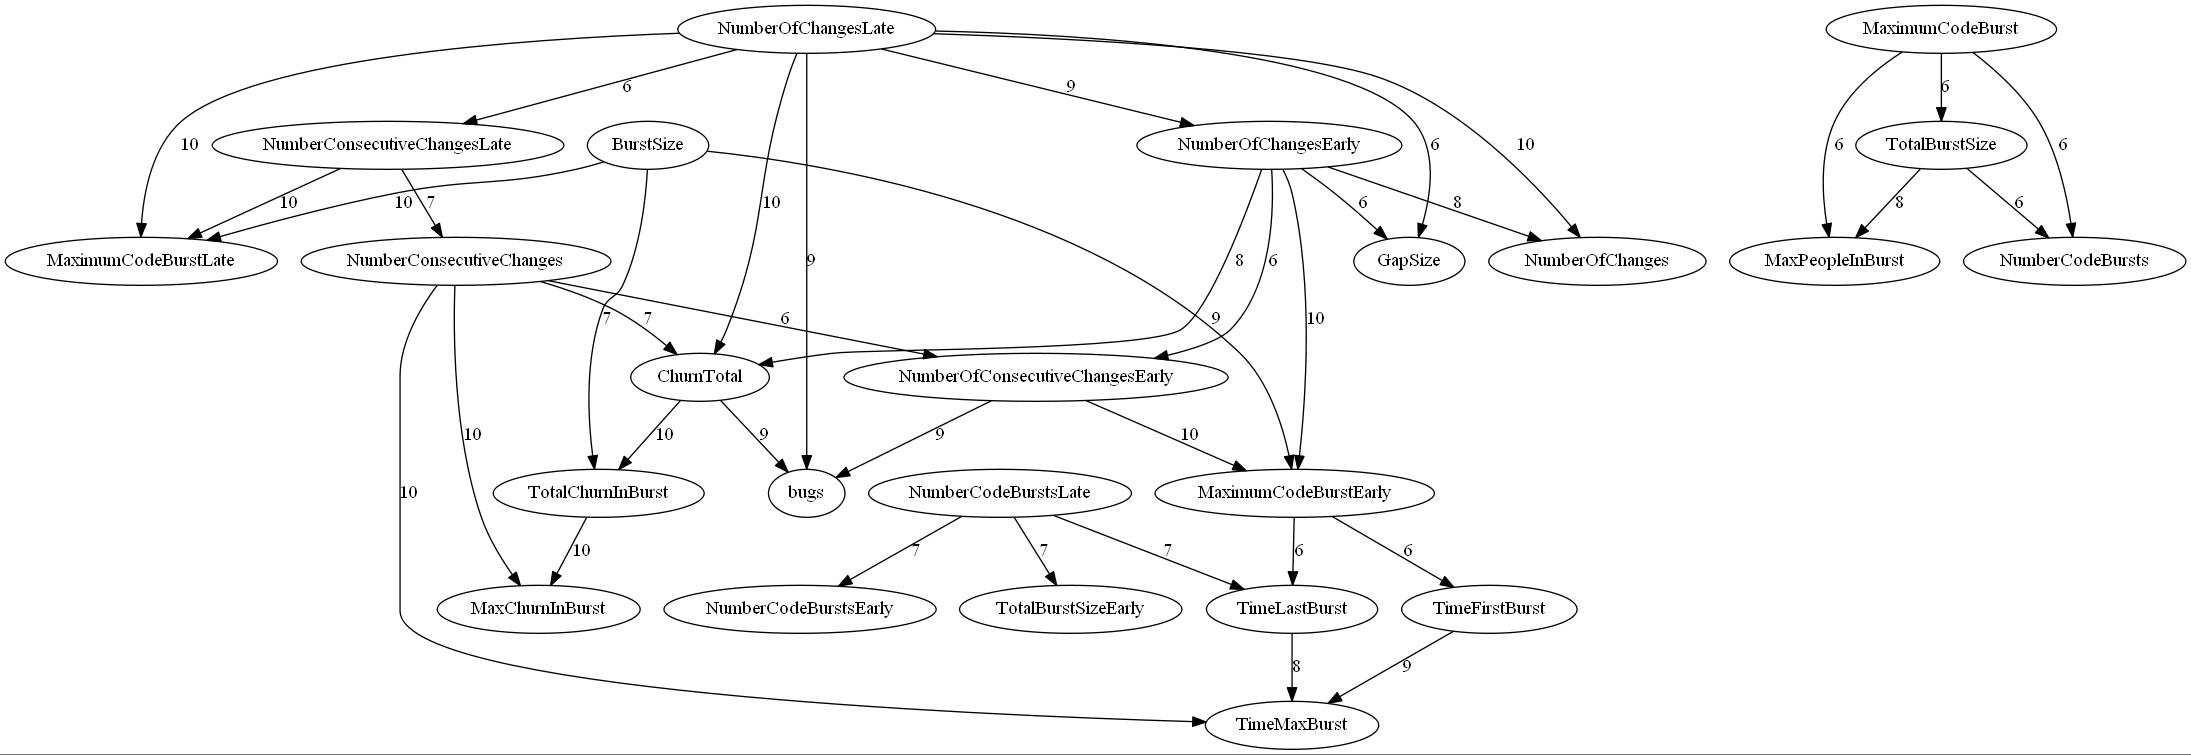 NumberOfChangesLate
MaximumCodeBurst
6
9
6
10
NumberConsecutiveChangesLate
BurstSize
NumberOfChangesEarly
6
10
6
TotalBurstSize
6
10
10
7
10
10
6
8
8
6
MaximumCodeBurstLate
NumberConsecutiveChanges
9
8
6
GapSize
NumberOfChanges
MaxPeopleInBurst
NumberCodeBursts
7
7
6
9
10
ChurnTotal
NumberOfConsecutiveChangesEarly
10
10
9
9
10
10
TotalChurnInBurst
bugs
NumberCodeBurstsLate
MaximumCodeBurstEarly
10
7
7
7
6
6
MaxChurnInBurst
NumberCodeBurstsEarly
TotalBurstSizeEarly
TimeLastBurst
TimeFirstBurst
8
9
TimeMaxBurst